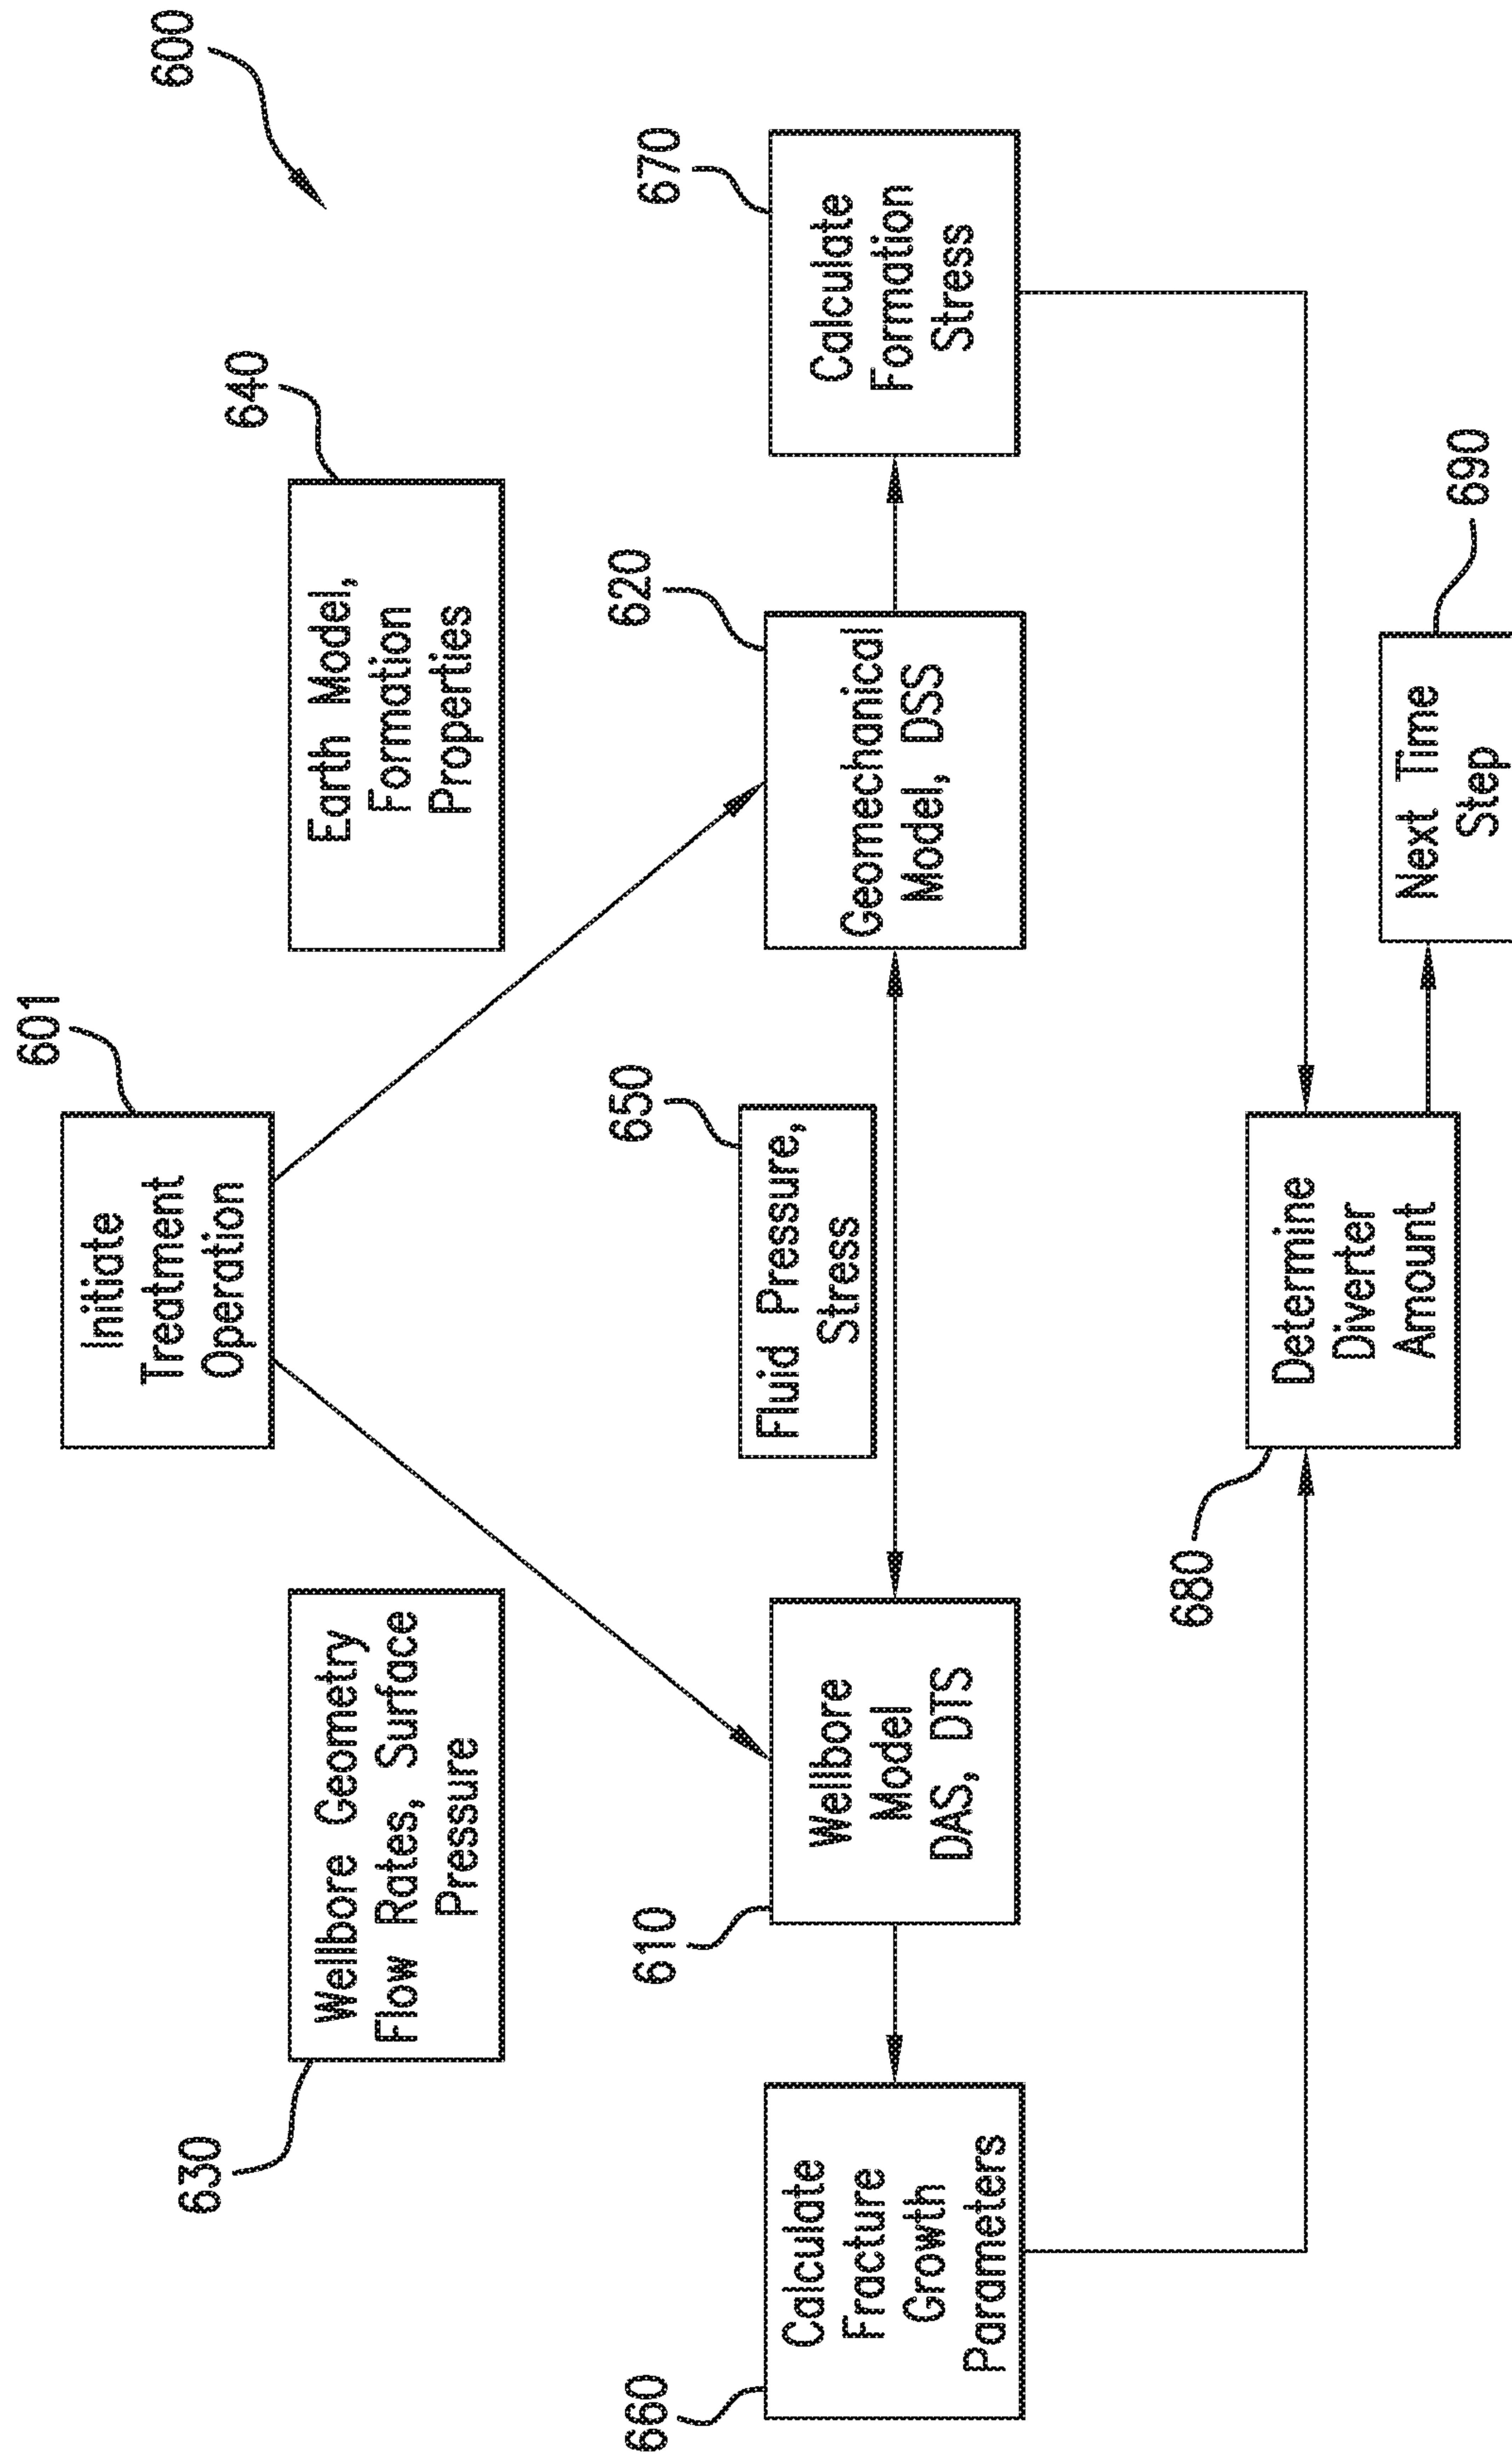 600
601
Initiate
Treatment
Operation
630
Wellbore Geometry
Flow Rates, Surface
Pressure
640
Earth Model,
Formation
Properties
660
Calculate
Fracture
Growth
Parameters
610
Wellbore
Model
DAS, DTS
650
Fluid Pressure,
Stress
620
Geomechanical
Model, DSS
670
Calculate
Formation
Stress
680
Determine
Diverter
Amount
690
Next Time
Step